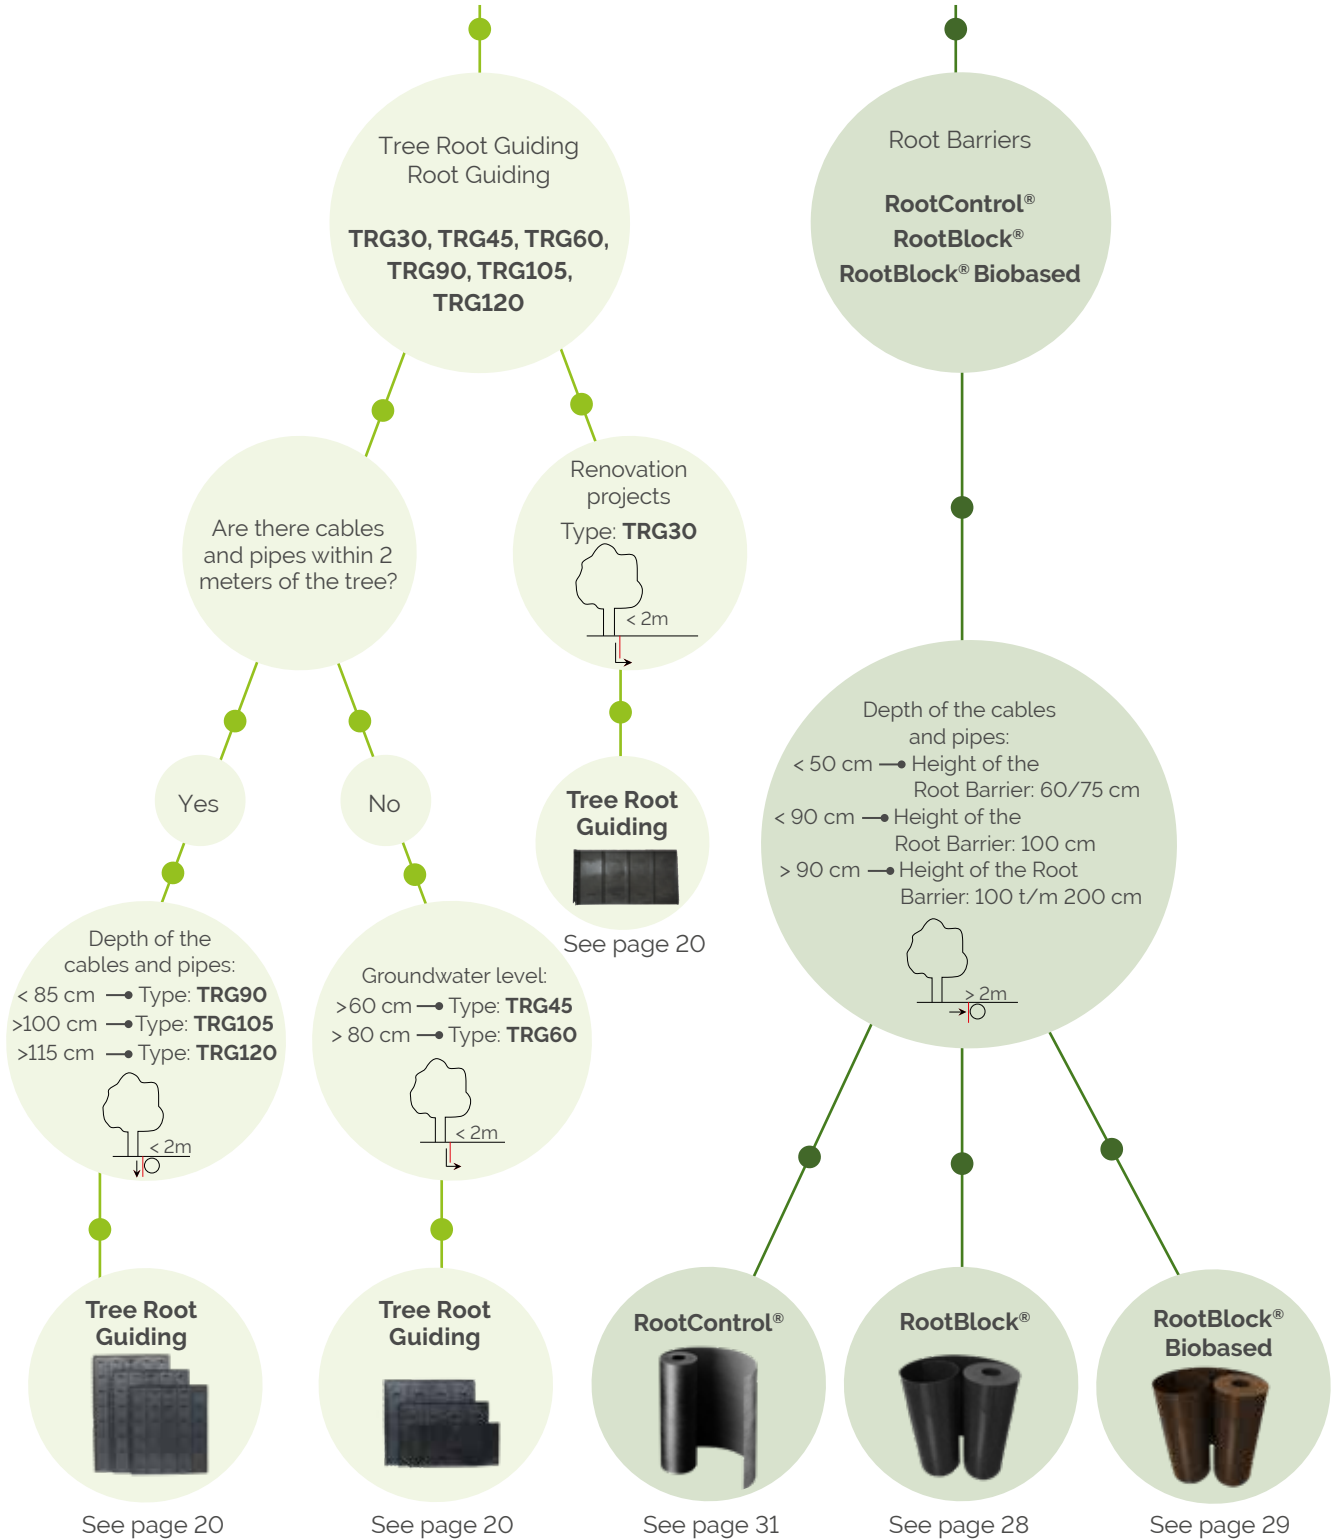 Tree Root Guiding
Root Guiding
TRG30, TRG45, TRG60,
TRG90, TRG105,
TRG120
Root Barriers
RootControl®
RootBlock®
RootBlock® Biobased
Are there cables
and pipes within 2
meters of the tree?
Renovation
projects
Type: TRG30
< 2m
Yes
No
Tree Root
Guiding
See page 20
Depth of the cables
and pipes:
< 50 cm Height of the
Root Barrier: 60/75 cm
< 90 cm Height of the
Root Barrier: 100 cm
> 90 cm Height of the Root
Barrier: 100 t/m 200 cm
> 2m
Depth of the
cables and pipes:
< 85 cm Type: TRG90
>100 cm Type: TRG105
>115 cm Type: TRG120
< 2m
Groundwater level:
>60 cm Type: TRG45
> 80 cm Type: TRG60
< 2m
Tree Root
Guiding
See page 20
Tree Root
Guiding
See page 20
RootControl®
See page 31
RootBlock®
See page 28
RootBlock®
Biobased
See page 29